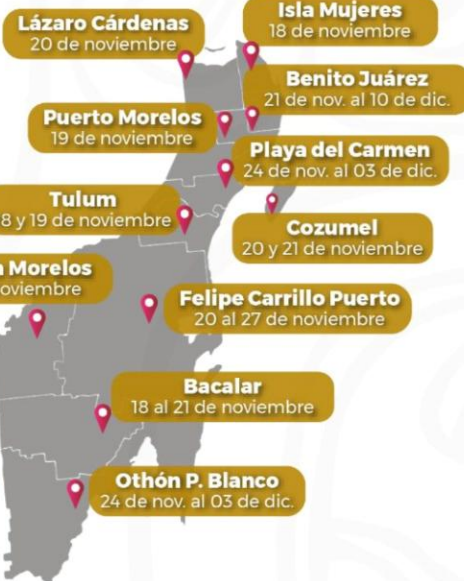 Isla Mujeres
18 de noviembre
Lázaro Cárdenas
20 de noviembre
Benito Juárez
21 de nov. al 10 de dic.
Puerto Morelos
19 de noviembre
Playa del Carmen
24 de nov. al 03 de dic.
Tulum
8 y 19 de noviembre
Cozumel
20 y 21 de noviembre
Morelos
Felipe Carrillo Puerto
20 al 27 de noviembre
Bacalar
18 al 21 de noviembre
Othón P. Blanco
24 de nov. al 03 de dic.